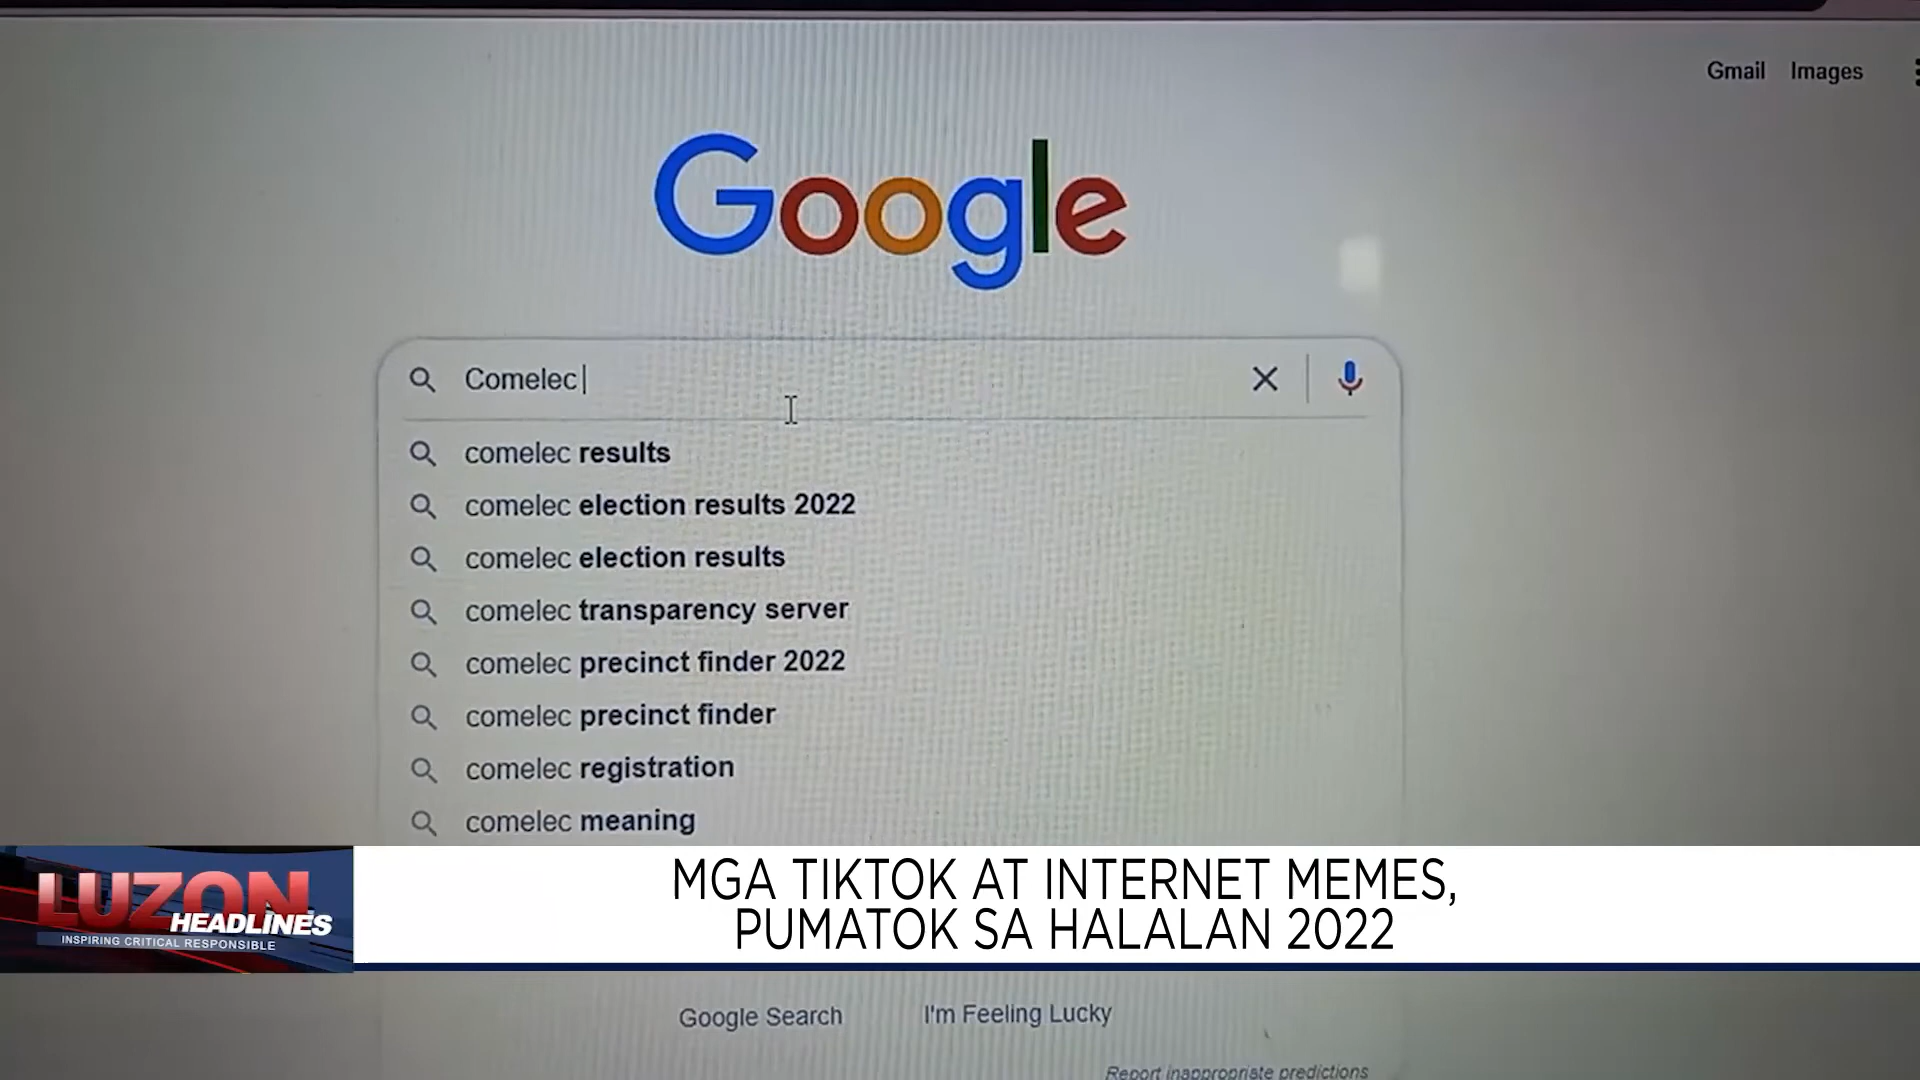 Gmail Images
Google
Comelec
comelec results
comelec election results 2022
comelec election results
comelec transparency server
comelec precinct finder 2022
comelec precinct finder
comelec registration
comelec meaning
LUZON
HEADLINES
INSPIRING CRITICAL RESPONSIBLE
MGA TIKTOK AT INTERNET MEMES,
PUMATOK SA HALALAN 2022
Google Search I'm Feeling Lucky
Report inappropriate predictions